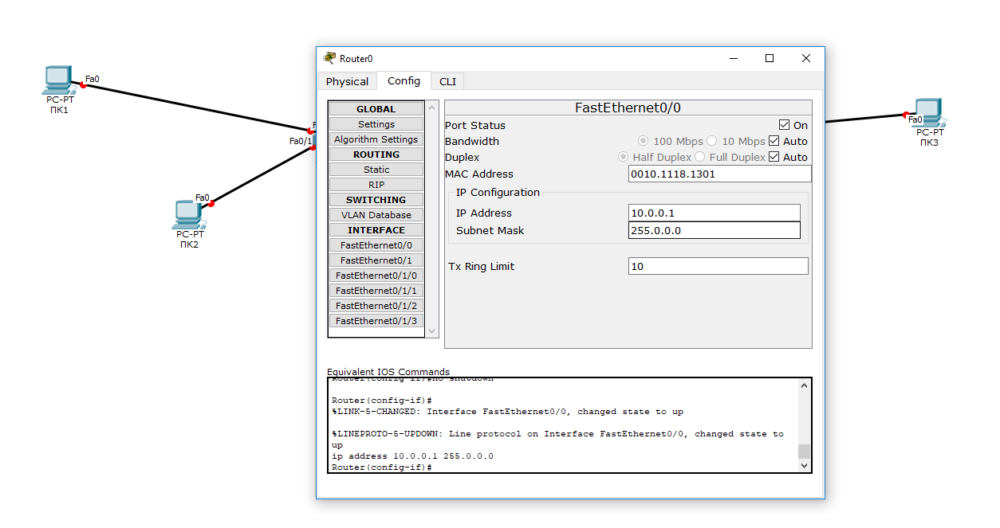 Router0
Physical
Config
CLI
Fa0
PC-PT
ПК1
Fa0/1
Fa0
PC-PT
ПК2
Fa0
PC-PT
ПК3
GLOBAL
Settings
Algorithm Settings
ROUTING
Static
RIP
SWITCHING
VLAN Database
INTERFACE
FastEthernet0/0
FastEthernet0/1
FastEthernet0/1/0
FastEthernet0/1/1
FastEthernet0/1/2
FastEthernet0/1/3
FastEthernet0/0
Port Status On
Bandwidth 100 Mbps 10 Mbps Auto
Duplex Half Duplex Full Duplex Auto
MAC Address 0010.1118.1301
IP Configuration
IP Address 10.0.0.1
Subnet Mask 255.0.0.0
Tx Ring Limit 10
Equivalent IOS Commands
Router(config-if)#no shutdown
Router(config-if)#
%LINK-5-CHANGED: Interface FastEthernet0/0, changed state to up
%LINEPROTO-5-UPDOWN: Line protocol on Interface FastEthernet0/0, changed state to
up
ip address 10.0.0.1 255.0.0.0
Router(config-if)#